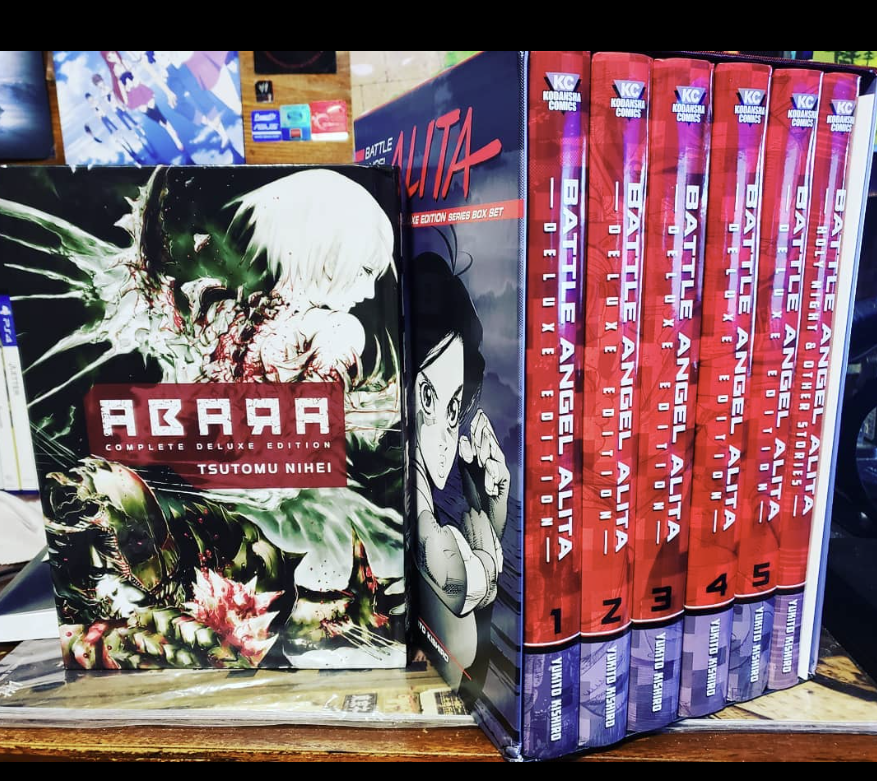 ABARA
COMPLETE DELUXE EDITION
TSUTOMU NIHEI
BATTLE
ALITA
EDITION SERIES BOX SET
KC
KODANSHA
COMICS
BATTLE ANGEL ALITA
DELUXE EDITION
1
YUKITO KISHIRO
KC
KODANSHA
COMICS
BATTLE ANGEL ALITA
DELUXE EDITION
2
YUKITO KISHIRO
KC
KODANSHA
COMICS
BATTLE ANGEL ALITA
DELUXE EDITION
3
YUKITO KISHIRO
KC
KODANSHA
COMICS
BATTLE ANGEL ALITA
DELUXE EDITION
4
YUKITO KISHIRO
KC
KODANSHA
COMICS
BATTLE ANGEL ALITA
DELUXE EDITION
5
YUKITO KISHIRO
KC
KODANSHA
COMICS
BATTLE ANGEL ALITA
HOLY NIGHT & OTHER STORIES
YUKITO KISHIRO
PS4
ASUS